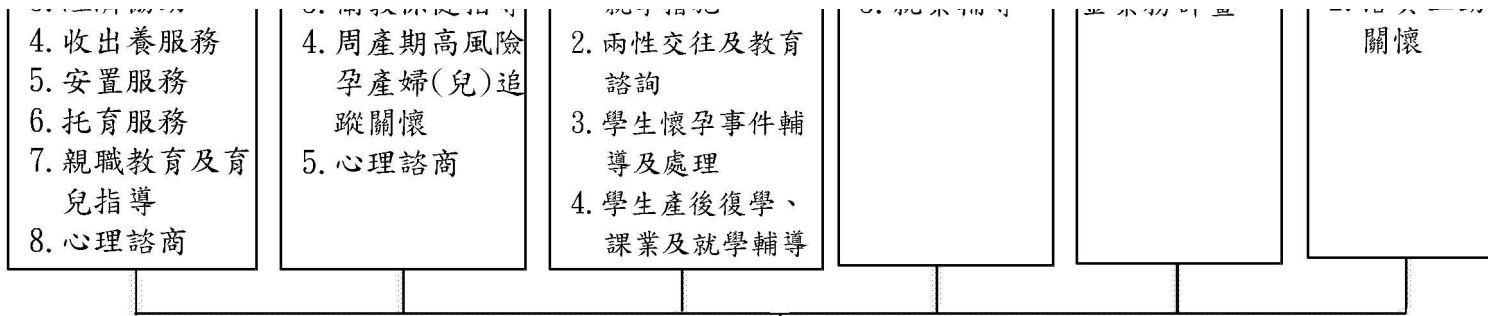 4. 收出養服務
5. 安置服務
6. 托育服務
7. 親職教育及育
兒指導
8. 心理諮商
4. 周產期高風險
孕產婦(兒)追
蹤關懷
5. 心理諮商
2. 兩性交往及教育
諮詢
3. 學生懷孕事件輔
導及處理
4. 學生產後復學、
課業及就學輔導
關懷